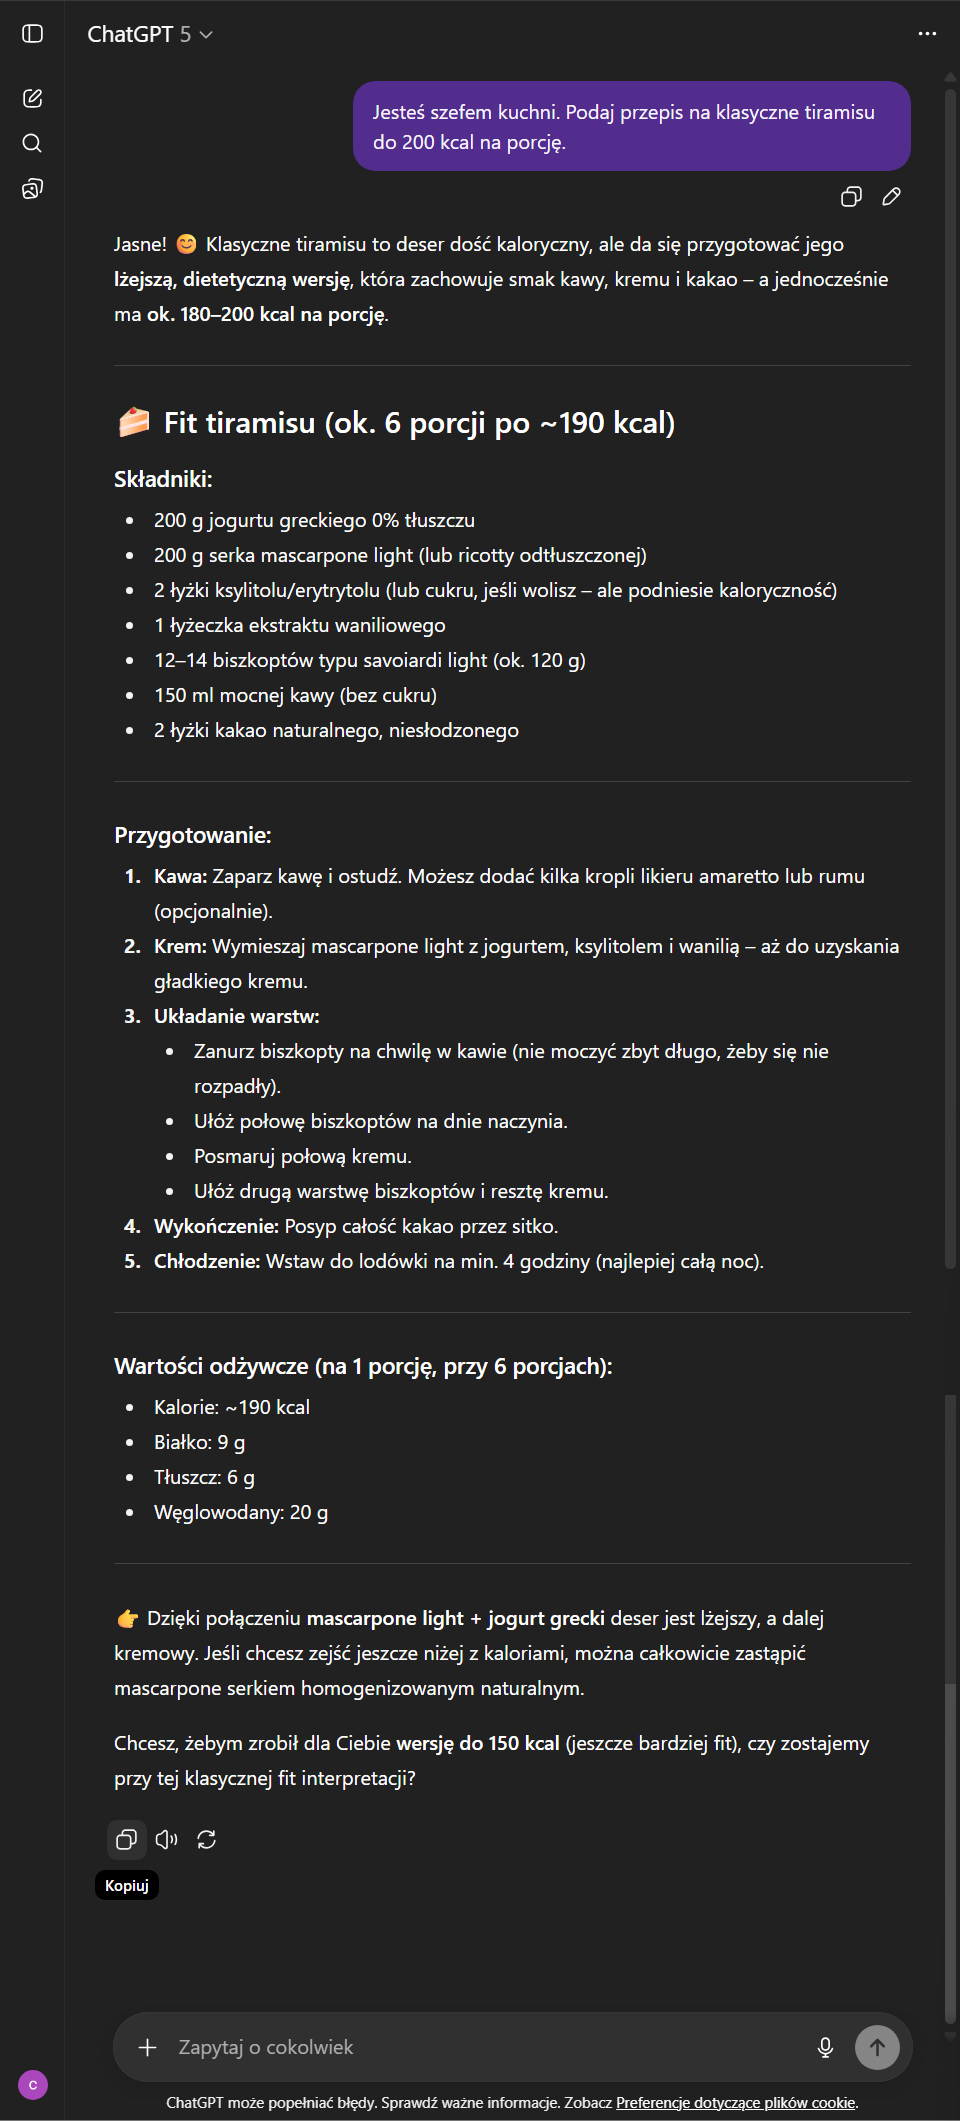 ChatGPT 5
Jesteś szefem kuchni. Podaj przepis na klasyczne tiramisu
do 200 kcal na porcję.
Jasne! 😊 Klasyczne tiramisu to deser dość kaloryczny, ale da się przygotować jego
lżejszą, dietetyczną wersję, która zachowuje smak kawy, kremu i kakao – a jednocześnie
ma ok. 180–200 kcal na porcję.
🍰 Fit tiramisu (ok. 6 porcji po ~190 kcal)
Składniki:
• 200 g jogurtu greckiego 0% tłuszczu
• 200 g serka mascarpone light (lub ricotty odtłuszczonej)
• 2 łyżki ksylitolu/erytrytolu (lub cukru, jeśli wolisz – ale podniesie kaloryczność)
• 1 łyżeczka ekstraktu waniliowego
• 12–14 biszkoptów typu savoiardi light (ok. 120 g)
• 150 ml mocnej kawy (bez cukru)
• 2 łyżki kakao naturalnego, niesłodzonego
Przygotowanie:
1. Kawa: Zaparz kawę i ostudź. Możesz dodać kilka kropli likieru amaretto lub rumu
(opcjonalnie).
2. Krem: Wymieszaj mascarpone light z jogurtem, ksylitolem i wanilią – aż do uzyskania
gładkiego kremu.
3. Układanie warstw:
• Zanurz biszkopty na chwilę w kawie (nie moczyć zbyt długo, żeby się nie
rozpadły).
• Ułóż połowę biszkoptów na dnie naczynia.
• Posmaruj połową kremu.
• Ułóż drugą warstwę biszkoptów i resztę kremu.
4. Wykończenie: Posyp całość kakao przez sitko.
5. Chłodzenie: Wstaw do lodówki na min. 4 godziny (najlepiej całą noc).
Wartości odżywcze (na 1 porcję, przy 6 porcjach):
• Kalorie: ~190 kcal
• Białko: 9 g
• Tłuszcz: 6 g
• Węglowodany: 20 g
👉 Dzięki połączeniu mascarpone light + jogurt grecki deser jest lżejszy, a dalej
kremowy. Jeśli chcesz zejść jeszcze niżej z kaloriami, można całkowicie zastąpić
mascarpone serkiem homogenizowanym naturalnym.
Chcesz, żebym zrobił dla Ciebie wersję do 150 kcal (jeszcze bardziej fit), czy zostajemy
przy tej klasycznej fit interpretacji?
Kopiuj
Zapytaj o cokolwiek
C
ChatGPT może popełniać błędy. Sprawdź ważne informacje. Zobacz Preferencje dotyczące plików cookie.